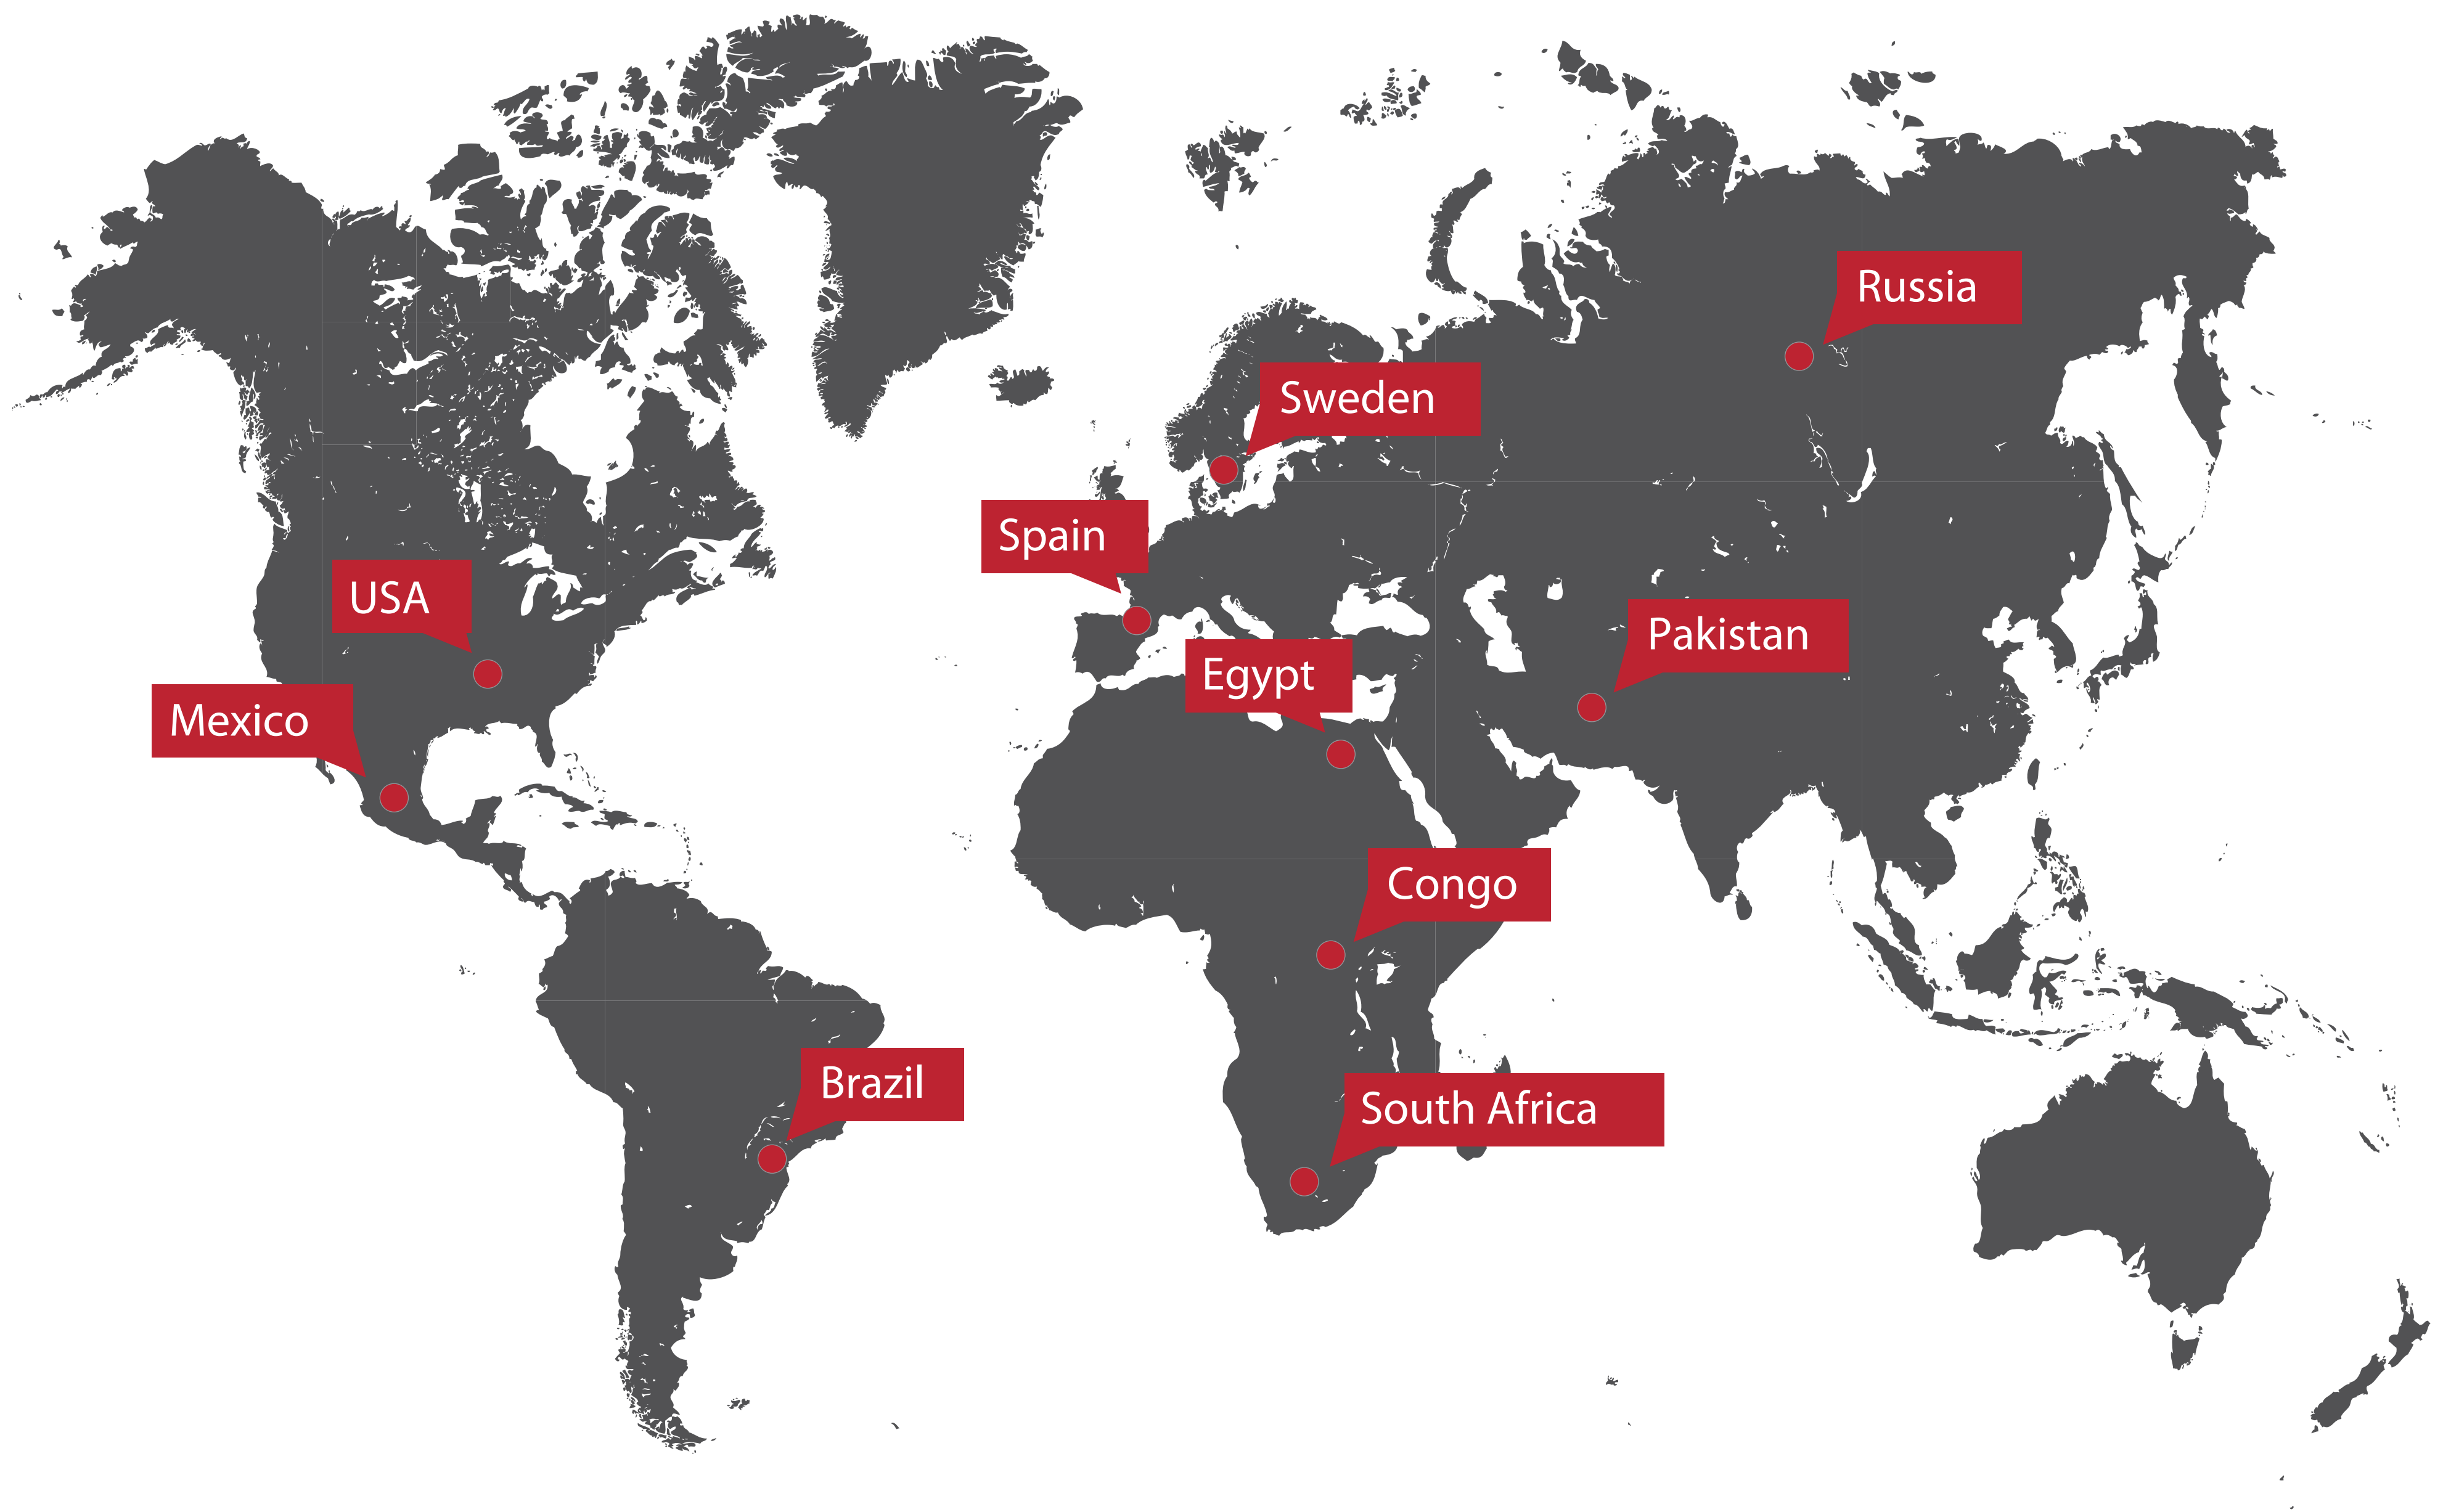 Russia
Sweden
Spain
USA
Pakistan
Egypt
Mexico
Congo
Brazil
South Africa